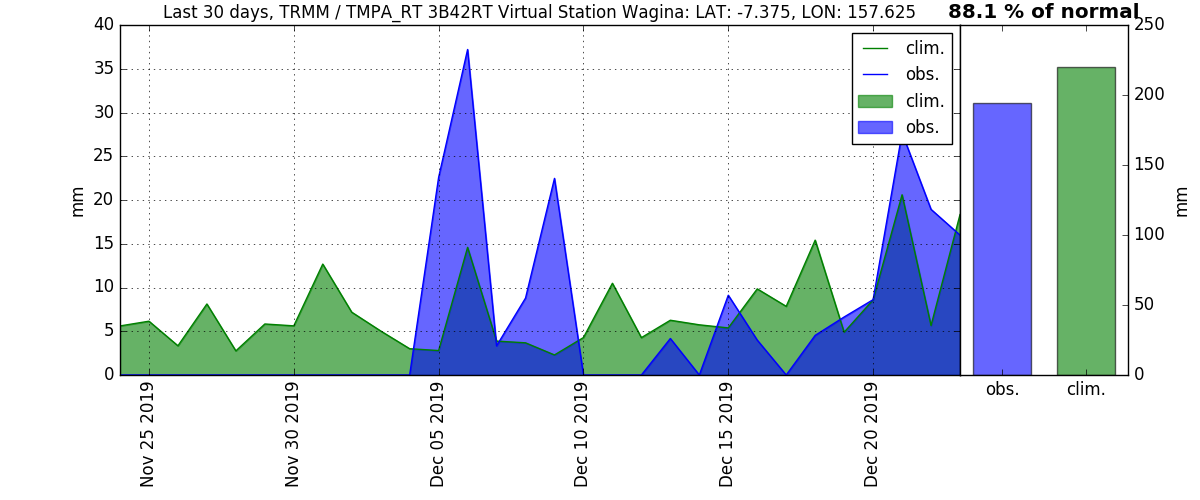 Last 30 days, TRMM / TMPA_RT 3B42RT Virtual Station Wagina: LAT: -7.375, LON: 157.625
88.1 % of normal
mm
40
35
30
25
20
15
10
5
0
clim.
obs.
clim.
obs.
250
200
150
100
50
0
mm
Nov 25 2019
Nov 30 2019
Dec 05 2019
Dec 10 2019
Dec 15 2019
Dec 20 2019
obs.
clim.